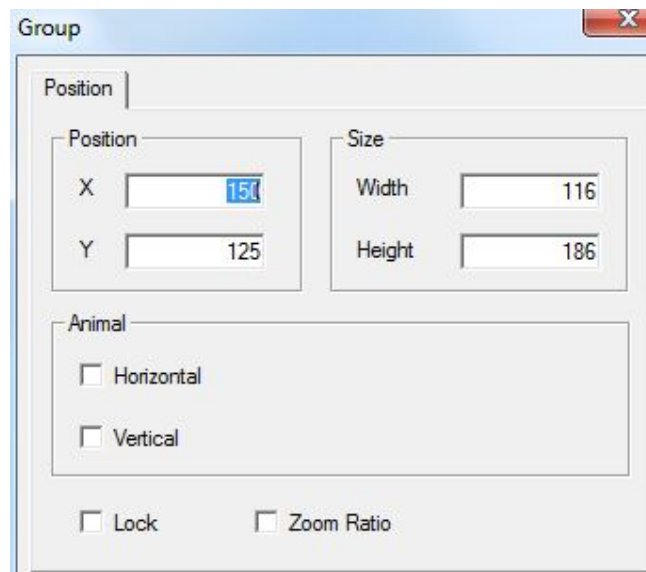 Group
Position
Position
X 150
Y 125
Size
Width 116
Height 186
Animal
Horizontal
Vertical
Lock Zoom Ratio